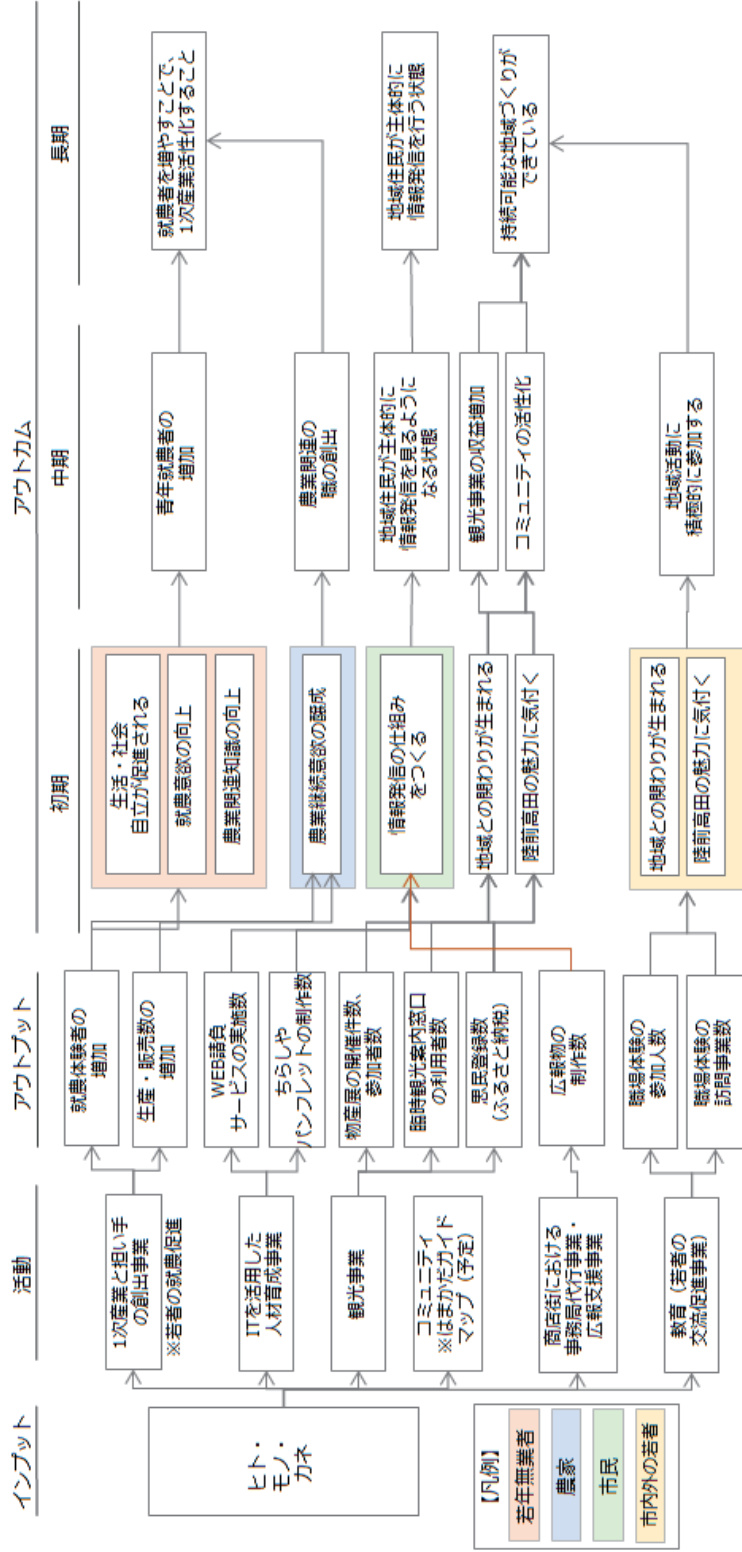 インプット
活動
アウトプット
アウトカム
初期
中期
長期
ヒト・
モノ・
カネ
【凡例】
若年無業者
農家
市民
市内外の若者
1次産業と担い手
の創出事業
※若者の就農促進
ITを活用した
人材育成事業
観光事業
コミュニティ
※はまかだガイド
マップ（予定）
商店街における
事務局代行事業・
広報支援事業
教育（若者の
交流促進事業）
就農体験者の
増加
生産・販売数の
増加
WEB請負
サービスの実施数
ちらしや
パンフレットの制作数
物産展の開催件数、
参加者数
臨時観光案内窓口
の利用者数
思民登録数
（ふるさと納税）
広報物の
制作数
職場体験の
参加人数
職場体験の
訪問事業数
生活・社会
自立が促進される
就農意欲の向上
農業関連知識の向上
農業継続意欲の醸成
情報発信の仕組み
をつくる
地域との関わりが生まれる
陸前高田の魅力に気付く
地域との関わりが生まれる
陸前高田の魅力に気付く
青年就農者の
増加
農業関連の
職の創出
地域住民が主体的に
情報発信を見るように
なる状態
観光事業の収益増加
コミュニティの活性化
地域活動に
積極的に参加する
就農者を増やすことで、
1次産業活性化すること
地域住民が主体的に
情報発信を行う状態
持続可能な地域づくりが
できている